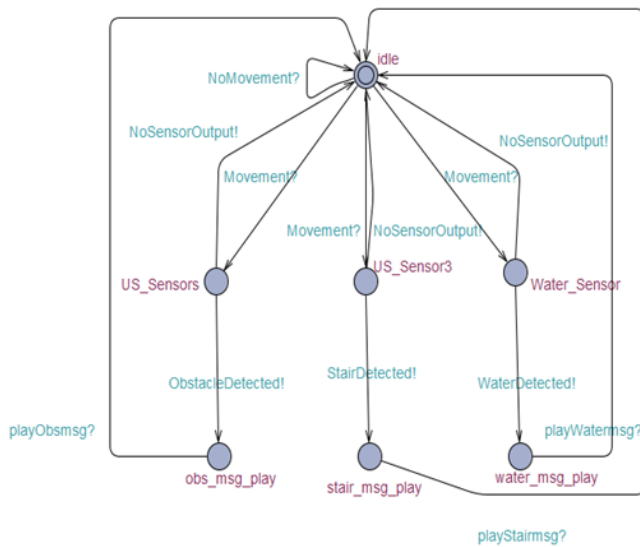 idle
NoMovement?
NoSensorOutput!
NoSensorOutput!
Movement?
Movement?
Movement?
NoSensorOutput!
US_Sensors
US_Sensor3
Water_Sensor
ObstacleDetected!
StairDetected!
WaterDetected!
playObsmsg?
playWatermsg?
obs_msg_play
stair_msg_play
water_msg_play
playStairmsg?